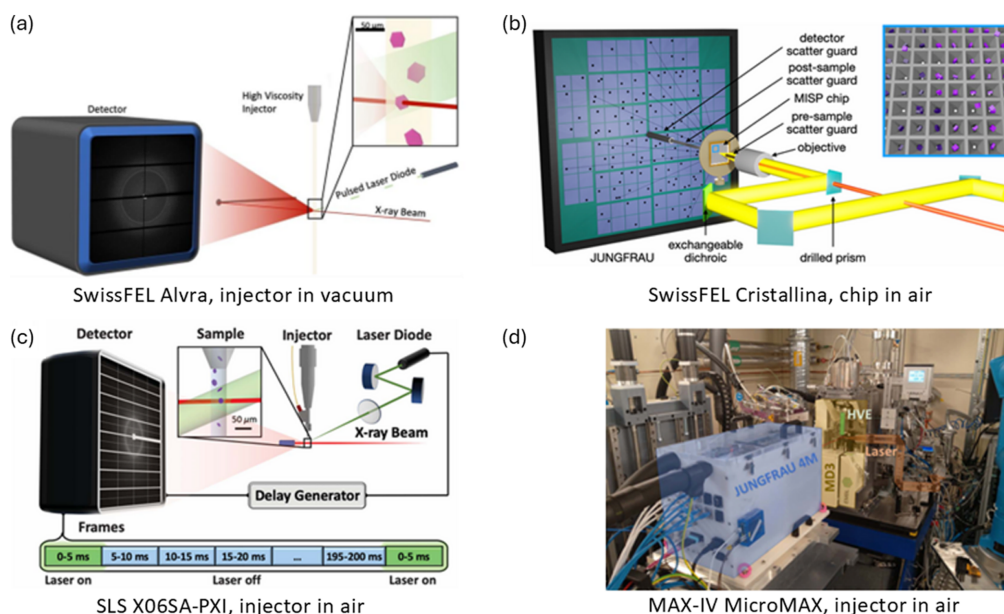 (a)
50 µm
High Viscosity
Injector
Detector
Pulsed Laser Diode
X-ray Beam
SwissFEL Alvra, injector in vacuum
(b)
detector
scatter guard
post-sample
scatter guard
MISP chip
pre-sample
scatter guard
objective
JUNGFRAU
exchangeable
dichroic
drilled prism
SwissFEL Cristallina, chip in air
(c)
Detector
Sample
Injector
Laser Diode
50 µm
X-ray Beam
Delay Generator
Frames
0-5 ms
5-10 ms
10-15 ms
15-20 ms
...
195-200 ms
0-5 ms
Laser on
Laser off
Laser on
SLS X06SA-PXI, injector in air
(d)
HVE
Laser
MD3
JUNGFRAU 4M
MAX-IV MicroMAX, injector in air